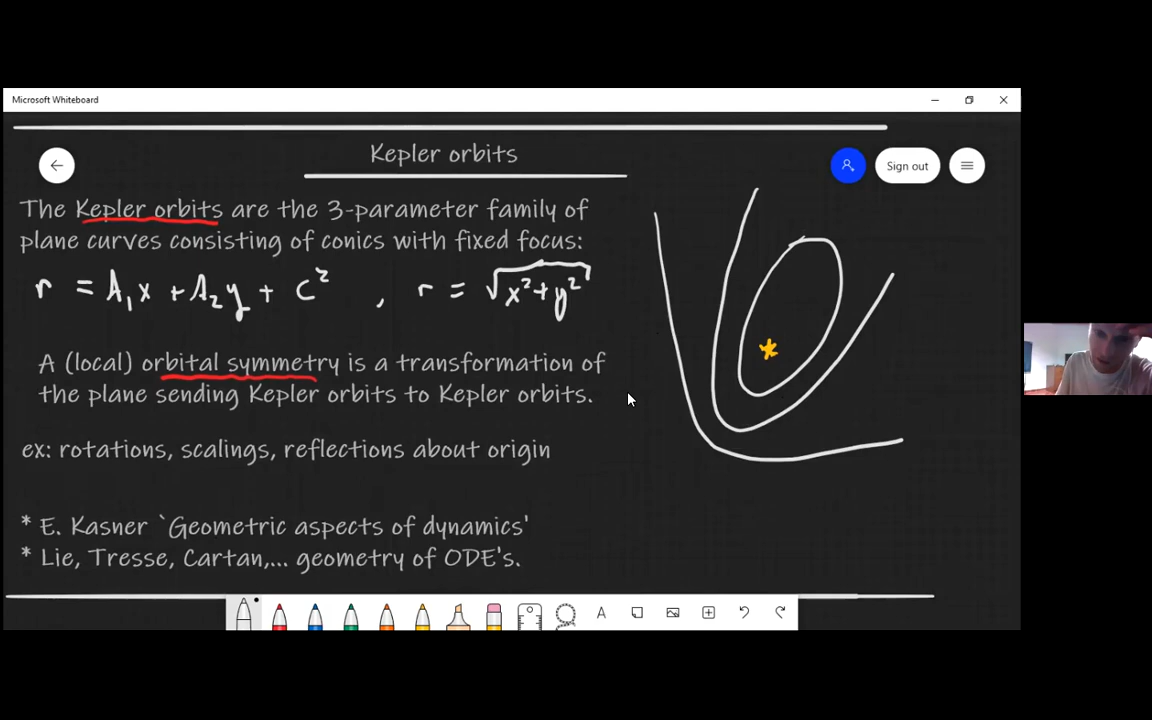 Microsoft Whiteboard
Kepler orbits
Sign out
The Kepler orbits are the 3-parameter family of
plane curves consisting of conics with fixed focus:
r = A₁x + A₂y + c² , r = √(x²+y²)
A (local) orbital symmetry is a transformation of
the plane sending Kepler orbits to Kepler orbits.
ex: rotations, scalings, reflections about origin
* E. Kasner `Geometric aspects of dynamics'
* Lie, Tresse, Cartan,... geometry of ODE's.
A